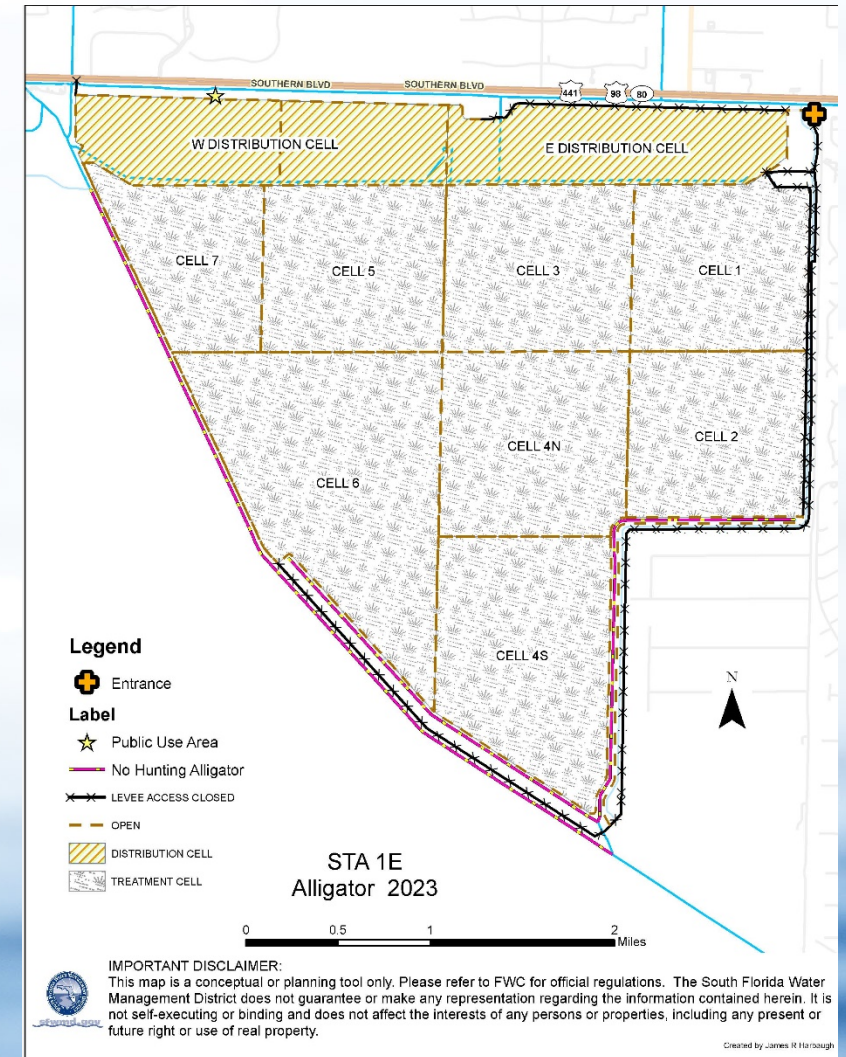 SOUTHERN BLVD
SOUTHERN BLVD
441
98
80
W DISTRIBUTION CELL
E DISTRIBUTION CELL
CELL 7
CELL 5
CELL 3
CELL 1
CELL 6
CELL 4N
CELL 2
CELL 4S
N
Legend
Entrance
Label
Public Use Area
No Hunting Alligator
LEVEE ACCESS CLOSED
OPEN
DISTRIBUTION CELL
TREATMENT CELL
STA 1E
Alligator 2023
0 0.5 1 2
Miles
IMPORTANT DISCLAIMER:
This map is a conceptual or planning tool only. Please refer to FWC for official regulations. The South Florida Water
Management District does not guarantee or make any representation regarding the information contained herein. It is
not self-executing or binding and does not affect the interests of any persons or properties, including any present or
future right or use of real property.
sfwmd.gov
Created by James R Harbaugh